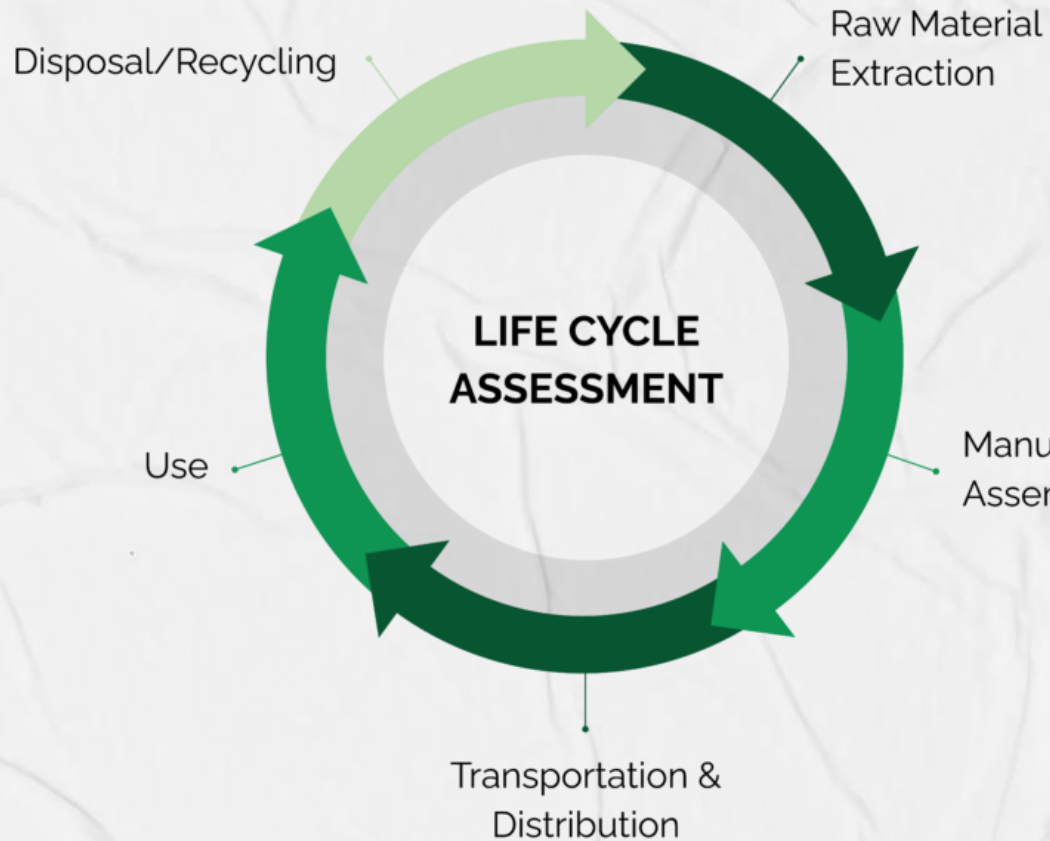 Disposal/Recycling
Raw Material
Extraction
LIFE CYCLE
ASSESSMENT
Use
Transportation &
Distribution